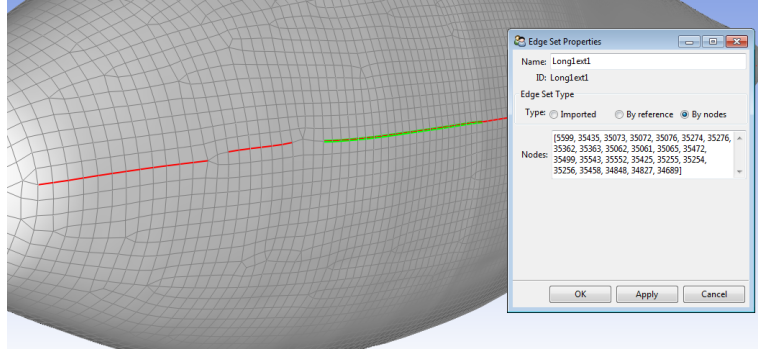 Edge Set Properties
Name: Long1ext1
ID: Long1ext1
Edge Set Type
Type: Imported By reference By nodes
Nodes:
[5599, 35435, 35073, 35072, 35076, 35274, 35276,
35362, 35363, 35062, 35061, 35065, 35472,
35499, 35543, 35552, 35425, 35255, 35254,
35256, 35458, 34848, 34827, 34689]
OK Apply Cancel